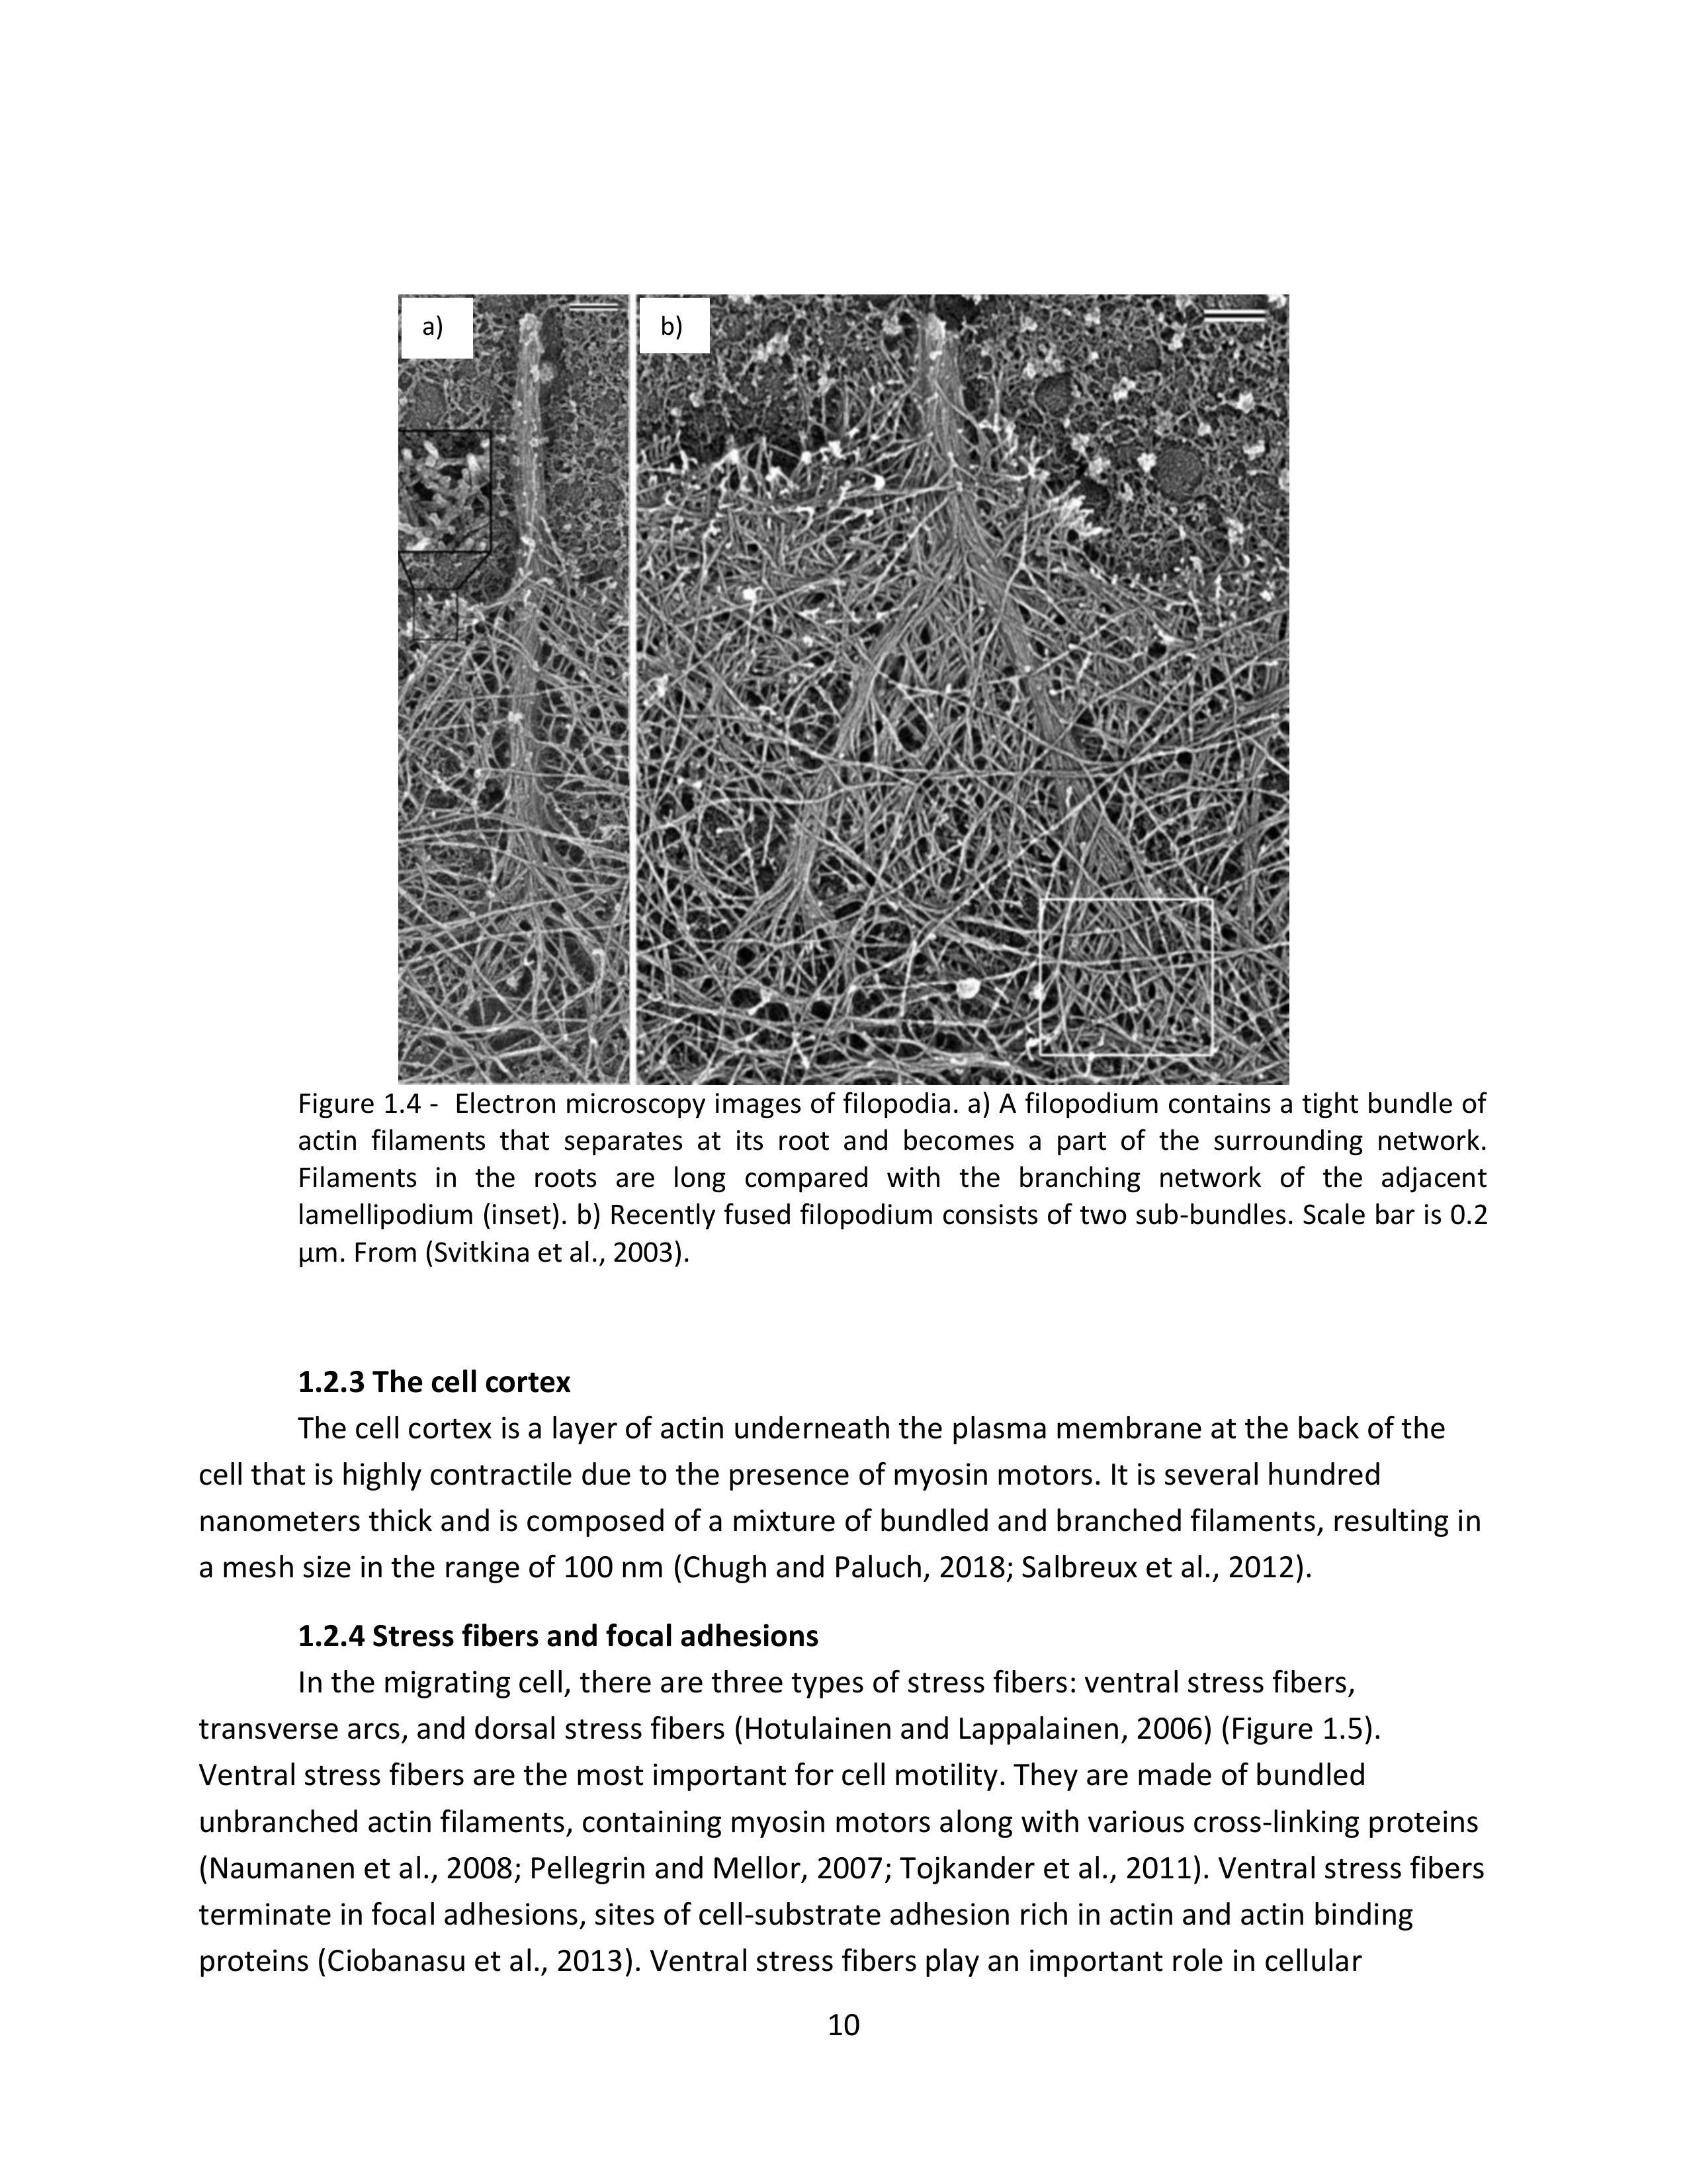 a)
b)
Figure 1.4 -  Electron microscopy images of filopodia. a) A filopodium contains a tight bundle of
actin filaments that separates at its root and becomes a part of the surrounding network.
Filaments in the roots are long compared with the branching network of the adjacent
lamellipodium (inset). b) Recently fused filopodium consists of two sub-bundles. Scale bar is 0.2
μm. From (Svitkina et al., 2003).
1.2.3 The cell cortex
The cell cortex is a layer of actin underneath the plasma membrane at the back of the
cell that is highly contractile due to the presence of myosin motors. It is several hundred
nanometers thick and is composed of a mixture of bundled and branched filaments, resulting in
a mesh size in the range of 100 nm (Chugh and Paluch, 2018; Salbreux et al., 2012).
1.2.4 Stress fibers and focal adhesions
In the migrating cell, there are three types of stress fibers: ventral stress fibers,
transverse arcs, and dorsal stress fibers (Hotulainen and Lappalainen, 2006) (Figure 1.5).
Ventral stress fibers are the most important for cell motility. They are made of bundled
unbranched actin filaments, containing myosin motors along with various cross-linking proteins
(Naumanen et al., 2008; Pellegrin and Mellor, 2007; Tojkander et al., 2011). Ventral stress fibers
terminate in focal adhesions, sites of cell-substrate adhesion rich in actin and actin binding
proteins (Ciobanasu et al., 2013). Ventral stress fibers play an important role in cellular
10